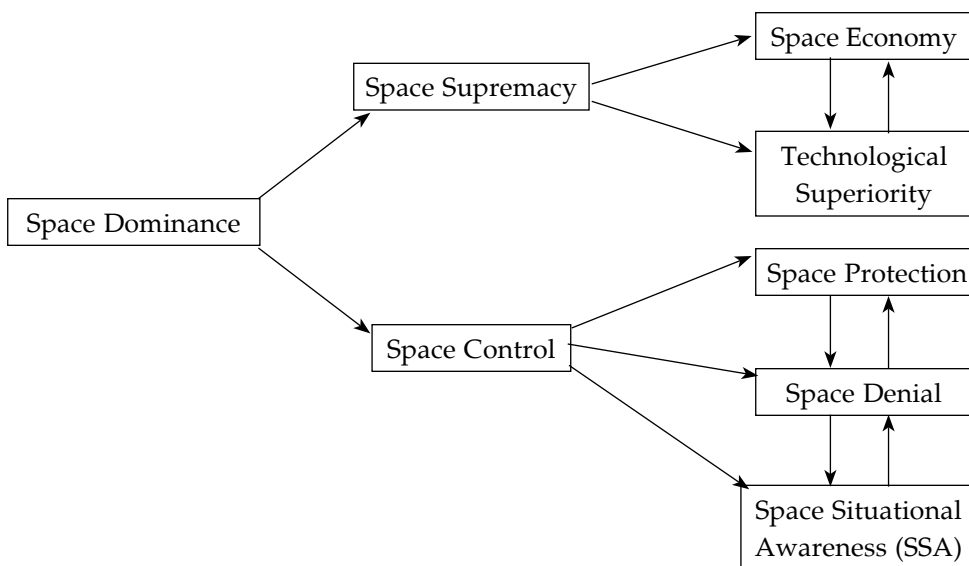 Space Economy
Space Supremacy
Technological
Superiority
Space Dominance
Space Protection
Space Control
Space Denial
Space Situational
Awareness (SSA)